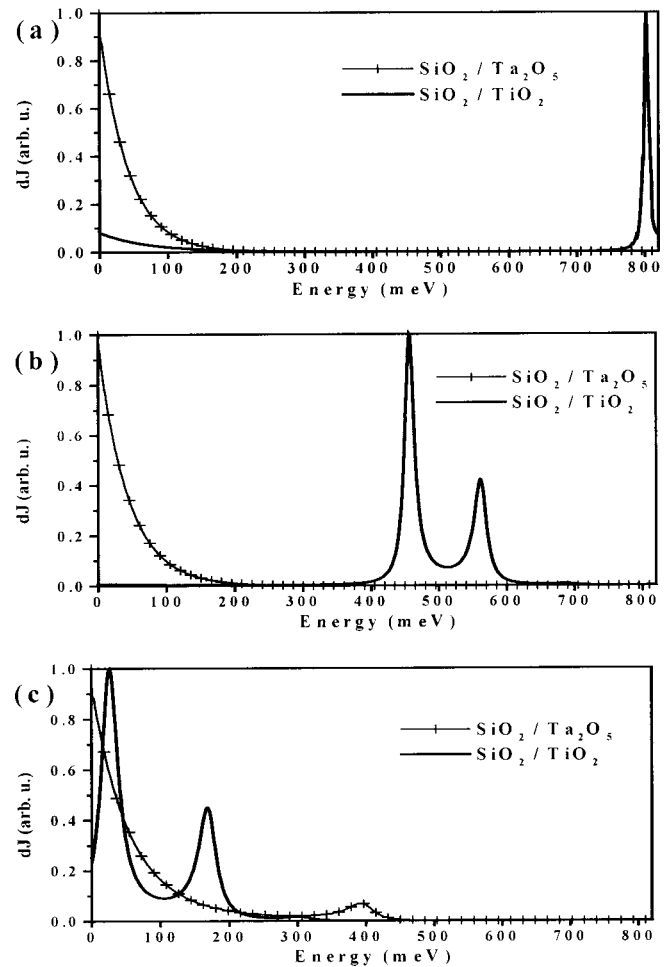 (a)
1.0
0.8
0.6
0.4
0.2
0.0
dJ (arb. u.)
SiO2 / Ta2O5
SiO2 / TiO2
0 100 200 300 400 500 600 700 800
Energy (meV)
(b)
1.0
0.8
0.6
0.4
0.2
0.0
dJ (arb. u.)
SiO2 / Ta2O5
SiO2 / TiO2
0 100 200 300 400 500 600 700 800
Energy (meV)
(c)
1.0
0.8
0.6
0.4
0.2
0.0
dJ (arb. u.)
SiO2 / Ta2O5
SiO2 / TiO2
0 100 200 300 400 500 600 700 800
Energy (meV)